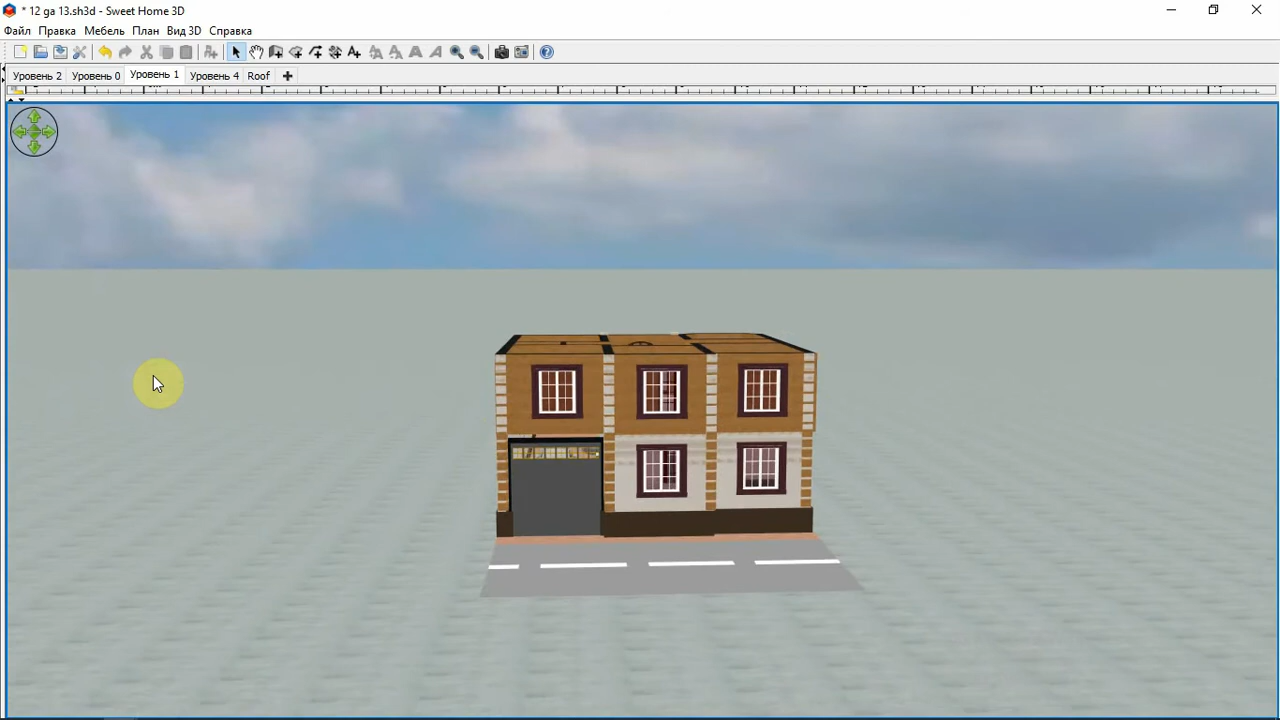 * 12 ga 13.sh3d - Sweet Home 3D
Файл Правка Мебель План Вид 3D Справка
Уровень 2 Уровень 0 Уровень 1 Уровень 4 Roof